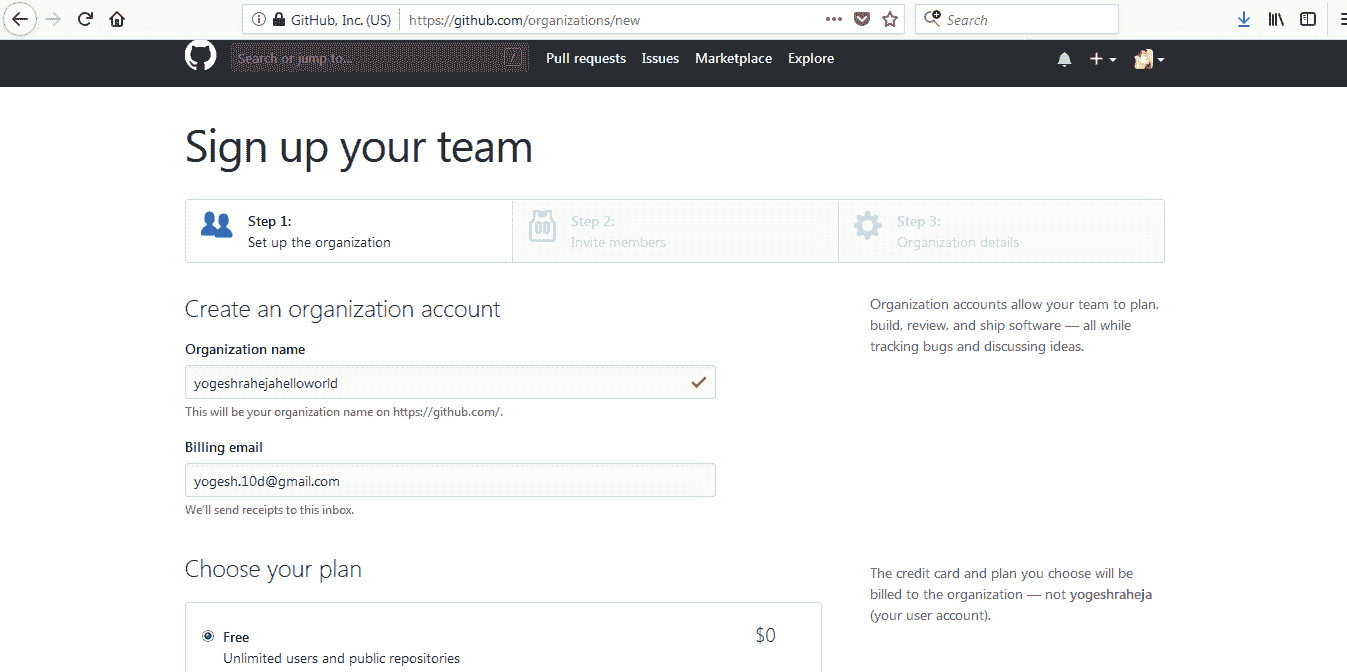 GitHub, Inc. (US) https://github.com/organizations/new Search
Search or jump to... / Pull requests Issues Marketplace Explore
Sign up your team
Step 1:
Set up the organization
Step 2:
Invite members
Step 3:
Organization details
Create an organization account
Organization name
yogeshrahejahelloworld
This will be your organization name on https://github.com/.
Billing email
yogesh.10d@gmail.com
We'll send receipts to this inbox.
Organization accounts allow your team to plan,
build, review, and ship software — all while
tracking bugs and discussing ideas.
Choose your plan
Free $0
Unlimited users and public repositories
The credit card and plan you choose will be
billed to the organization — not yogeshraheja
(your user account).